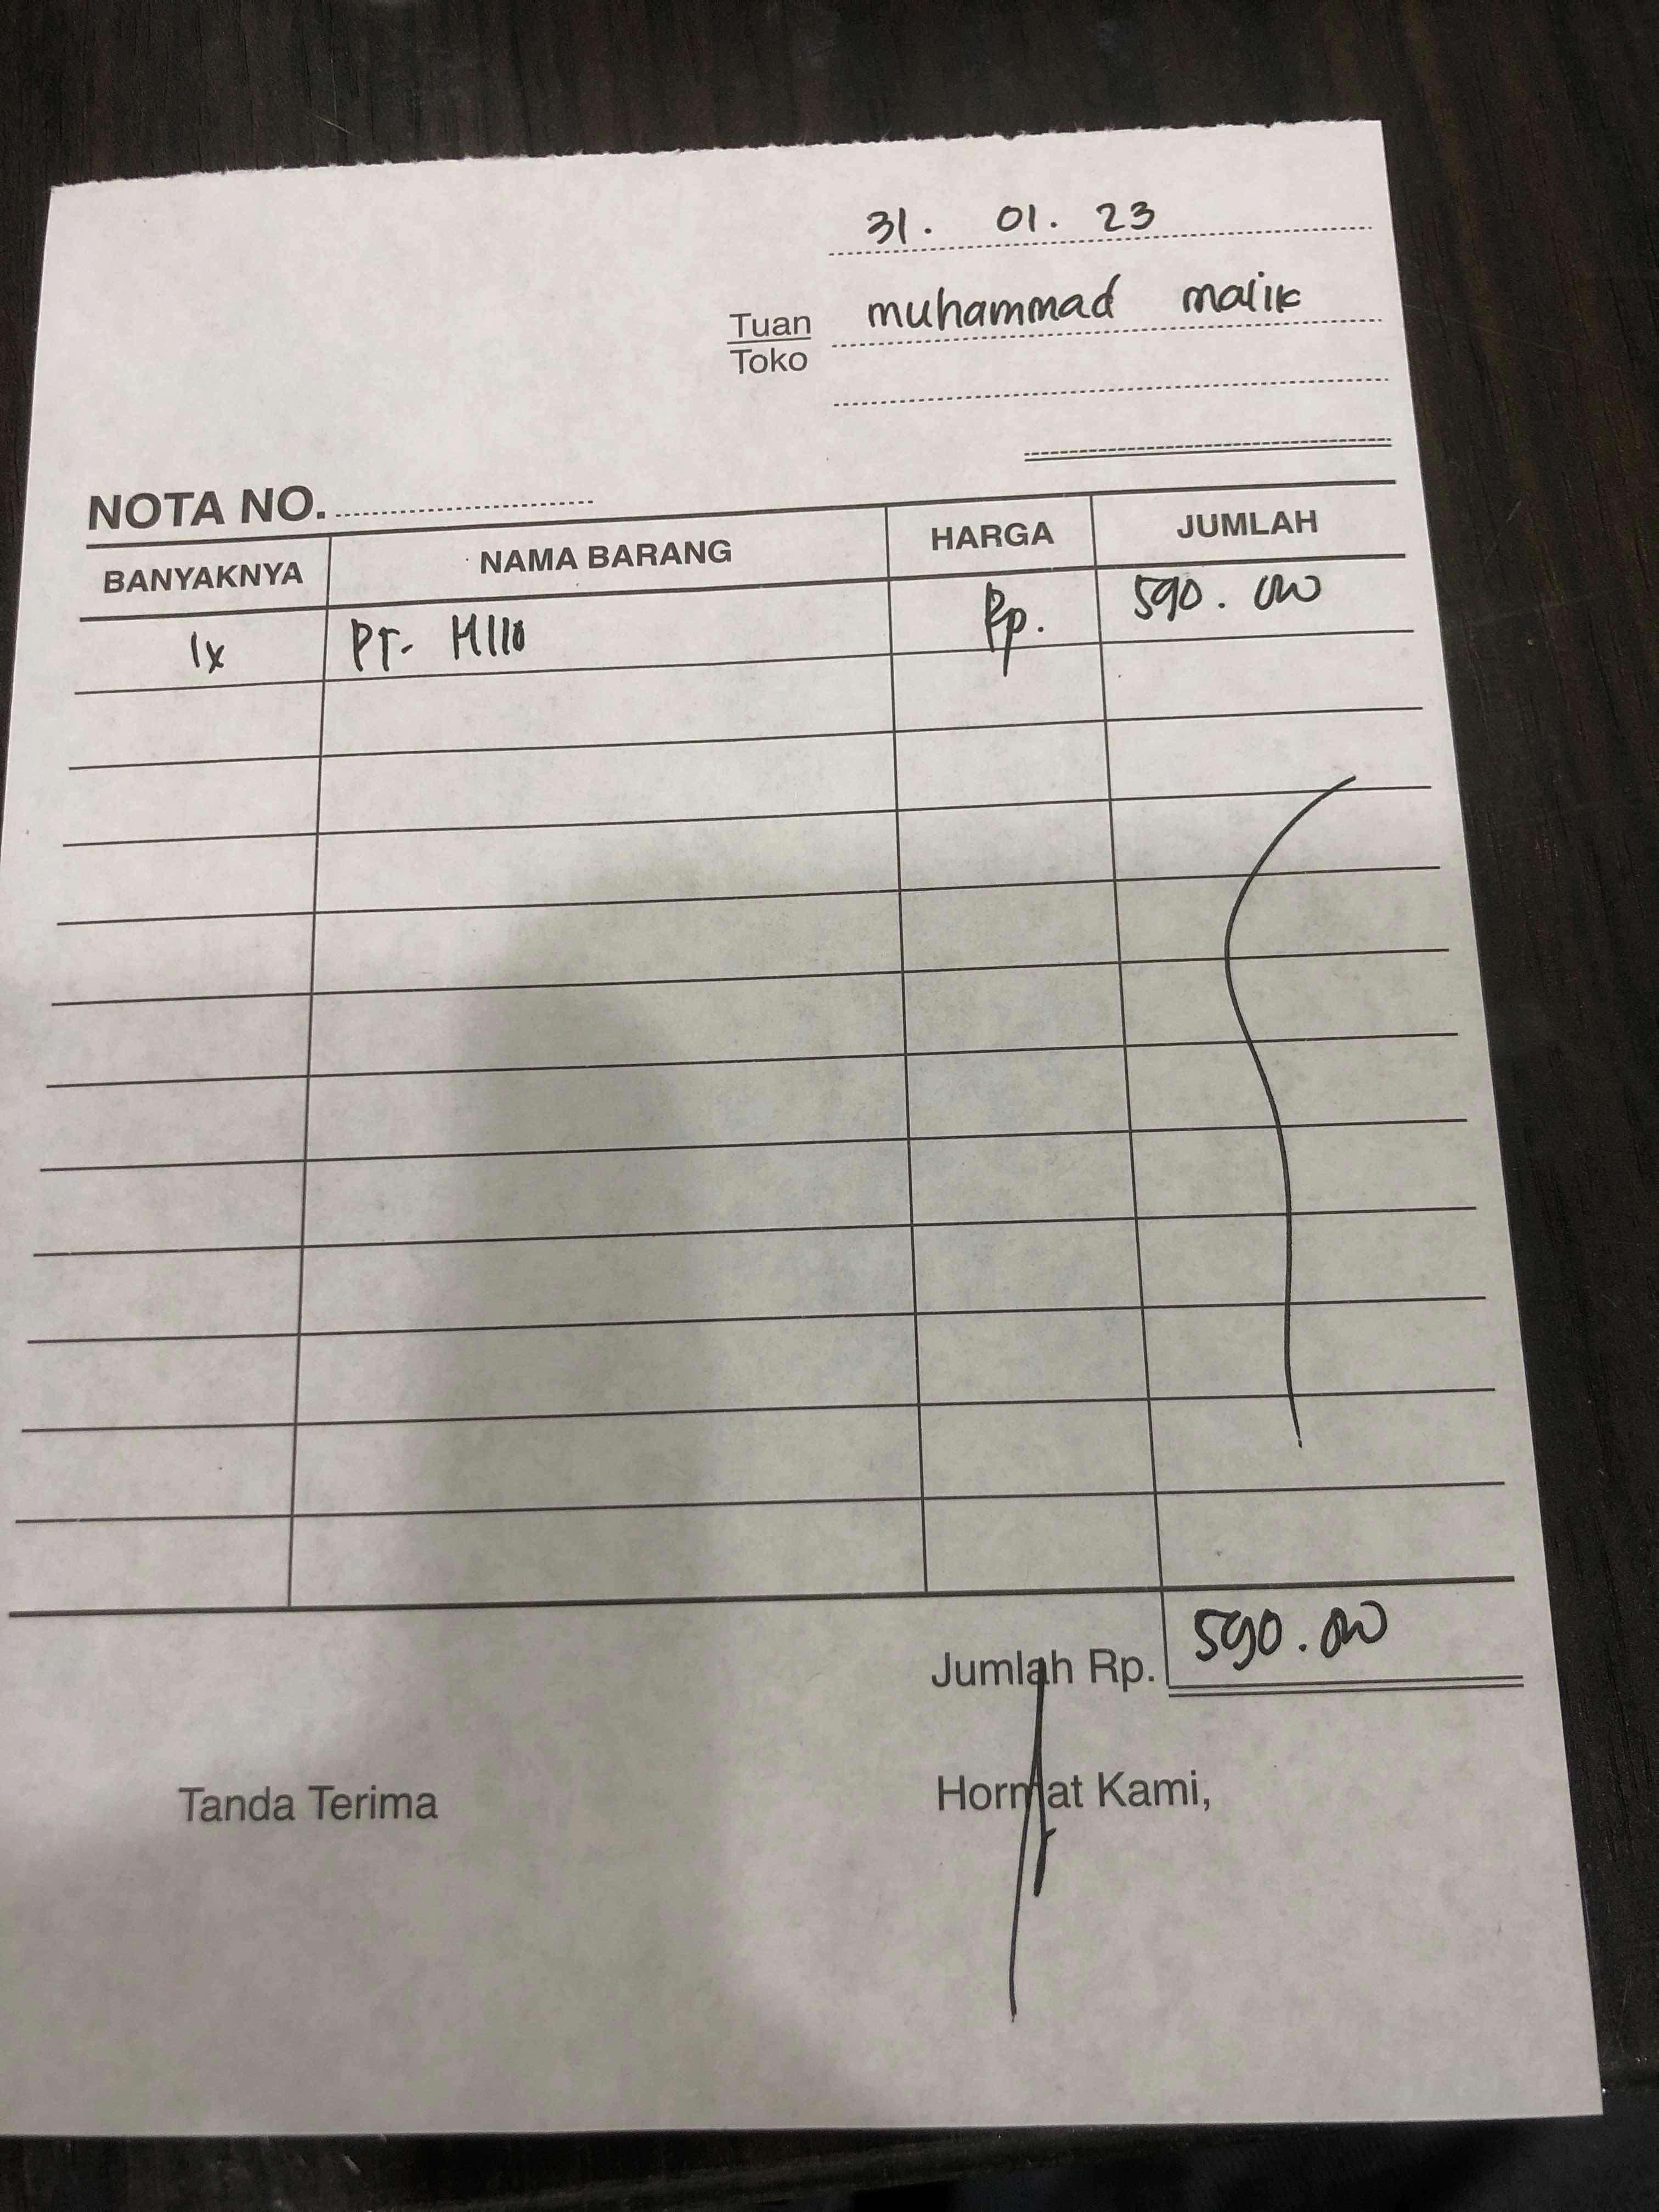 31. 01. 23
Tuan muhammad malik
Toko
NOTA NO.
BANYAKNYA NAMA BARANG HARGA JUMLAH
1x PT- M110 Rp. 590.000
Jumlah Rp. 590.000
Tanda Terima Hormat Kami,